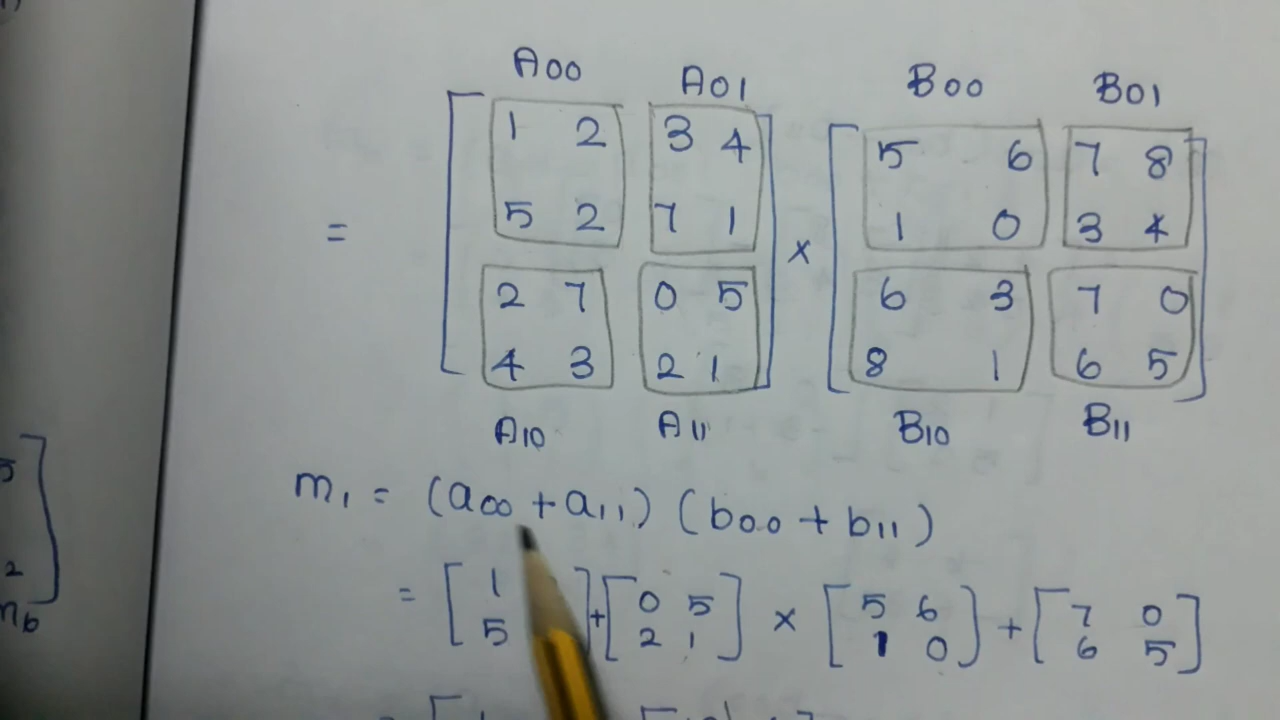 A00 A01 B00 B01
1 2 3 4 5 6 7 8
= 5 2 7 1 × 1 0 3 4
2 7 0 5 6 3 7 0
4 3 2 1 8 1 6 5
A10 A11 B10 B11
m1 = (a00 + a11) (b00 + b11)
= [1 5] + [0 5 2 1] × [5 6 1 0] + [7 0 6 5]
2